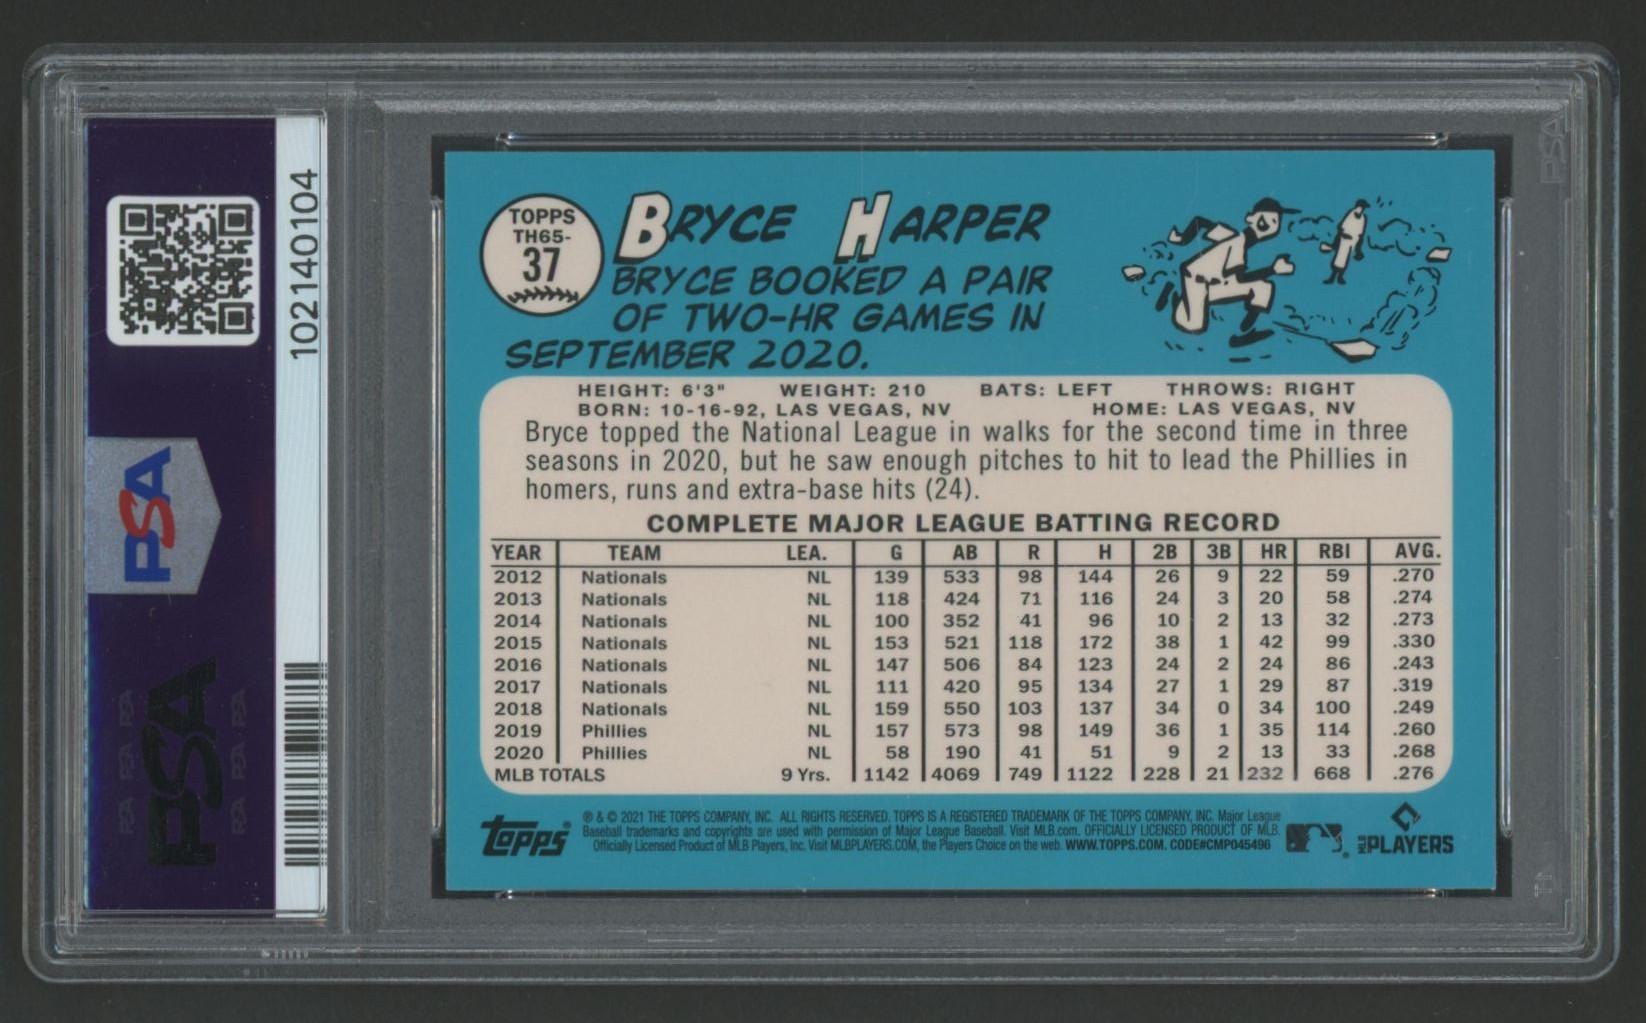 102140104
PSA
PSA
TOPPS
TH65-
37
BRYCE HARPER
BRYCE BOOKED A PAIR
OF TWO-HR GAMES IN
SEPTEMBER 2020.
HEIGHT: 6'3" WEIGHT: 210 BATS: LEFT THROWS: RIGHT
BORN: 10-16-92, LAS VEGAS, NV HOME: LAS VEGAS, NV
Bryce topped the National League in walks for the second time in three
seasons in 2020, but he saw enough pitches to hit to lead the Phillies in
homers, runs and extra-base hits (24).
COMPLETE MAJOR LEAGUE BATTING RECORD
YEAR TEAM LEA. G AB R H 2B 3B HR RBI AVG.
2012 Nationals NL 139 533 98 144 26 9 22 59 .270
2013 Nationals NL 118 424 71 116 24 3 20 58 .274
2014 Nationals NL 100 352 41 96 10 2 13 32 .273
2015 Nationals NL 153 521 118 172 38 1 42 99 .330
2016 Nationals NL 147 506 84 123 24 2 24 86 .243
2017 Nationals NL 111 420 95 134 27 1 29 87 .319
2018 Nationals NL 159 550 103 137 34 0 34 100 .249
2019 Phillies NL 157 573 98 149 36 1 35 114 .260
2020 Phillies NL 58 190 41 51 9 2 13 33 .268
MLB TOTALS 9 Yrs. 1142 4069 749 1122 228 21 232 668 .276
Topps®
® & © 2021 THE TOPPS COMPANY, INC. ALL RIGHTS RESERVED. TOPPS IS A REGISTERED TRADEMARK OF THE TOPPS COMPANY, INC. Major League
Baseball trademarks and copyrights are used with permission of Major League Baseball. Visit MLB.com. OFFICIALLY LICENSED PRODUCT OF MLB.
Officially Licensed Product of MLB Players, Inc. Visit MLBPLAYERS.COM, the Players Choice on the web. WWW.TOPPS.COM. CODE#CMP045496
MLB PLAYERS
PSA PSA PSA
PSA PSA PSA
PSA